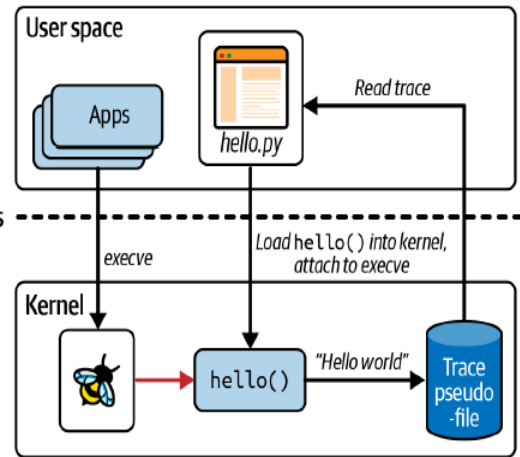 User space
Apps
hello.py
Read trace
s
execve
Load hello() into kernel,
attach to execve
Kernel
hello()
"Hello world"
Trace
pseudo
-file